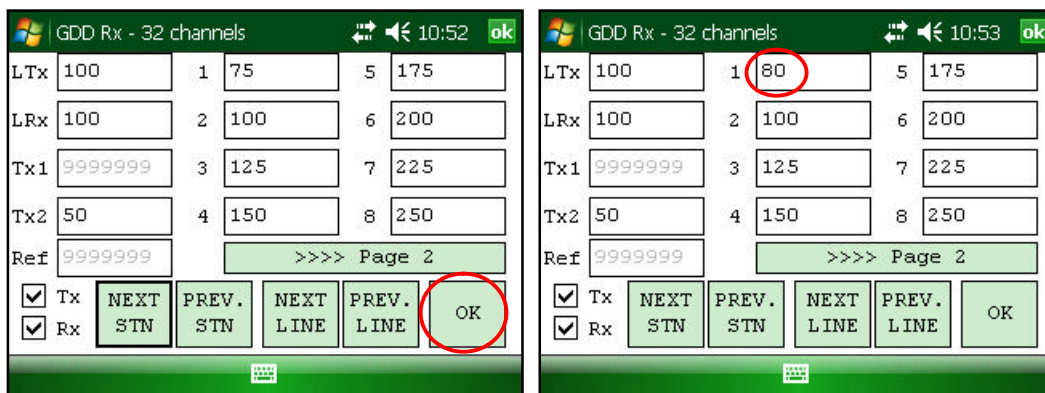 GDD Rx - 32 channels 10:52 ok
LTx 100 1 75 5 175
LRx 100 2 100 6 200
Tx1 9999999 3 125 7 225
Tx2 50 4 150 8 250
Ref 9999999 >>>> Page 2
Tx
Rx
NEXT STN
PREV. STN
NEXT LINE
PREV. LINE
OK
GDD Rx - 32 channels 10:53 ok
LTx 100 1 80 5 175
LRx 100 2 100 6 200
Tx1 9999999 3 125 7 225
Tx2 50 4 150 8 250
Ref 9999999 >>>> Page 2
Tx
Rx
NEXT STN
PREV. STN
NEXT LINE
PREV. LINE
OK